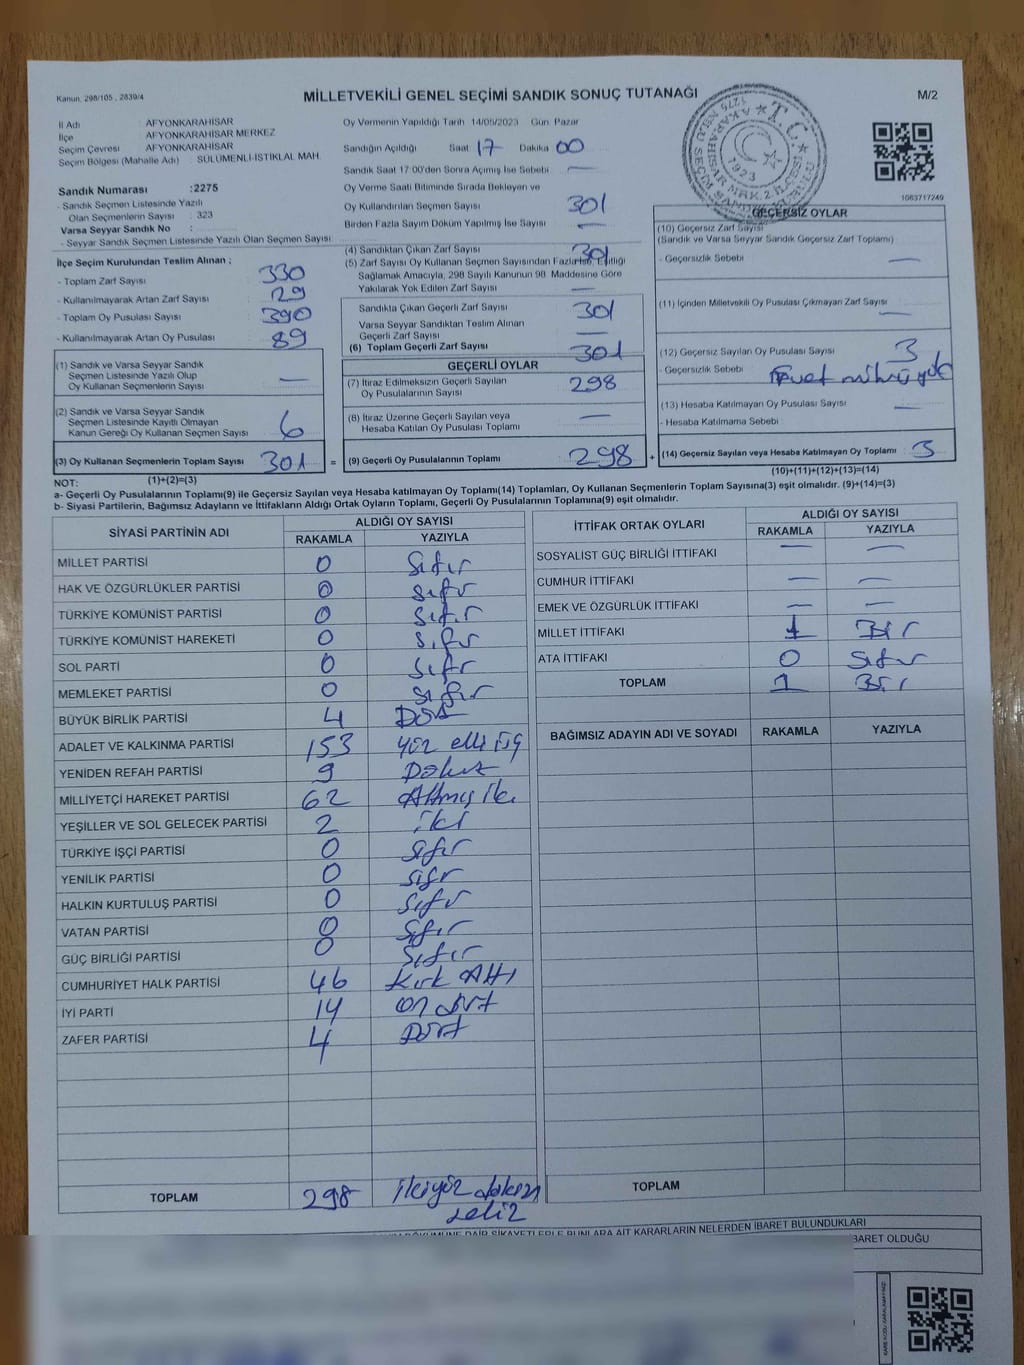 Kanun, 298/105 , 2839/4
MİLLETVEKİLİ GENEL SEÇİMİ SANDIK SONUÇ TUTANAĞI
M/2
İl Adı : AFYONKARAHİSAR
İlçe : AFYONKARAHİSAR MERKEZ
Seçim Çevresi : AFYONKARAHİSAR
Seçim Bölgesi (Mahalle Adı) : SÜLÜMENLİ-İSTİKLAL MAH
Sandık Numarası :2275
- Sandık Seçmen Listesinde Yazılı
Olan Seçmenlerin Sayısı : 323
Varsa Seyyar Sandık No :
- Seyyar Sandık Seçmen Listesinde Yazılı Olan Seçmen Sayısı :
İlçe Seçim Kurulundan Teslim Alınan ;
- Toplam Zarf Sayısı : 330
- Kullanılmayarak Artan Zarf Sayısı : 29
- Toplam Oy Pusulası Sayısı : 390
- Kullanılmayarak Artan Oy Pusulası : 89
(1) Sandık ve Varsa Seyyar Sandık
Seçmen Listesinde Yazılı Olup
Oy Kullanan Seçmenlerin Sayısı : —
(2) Sandık ve Varsa Seyyar Sandık
Seçmen Listesinde Kayıtlı Olmayan
Kanun Gereği Oy Kullanan Seçmen Sayısı : 6
(3) Oy Kullanan Seçmenlerin Toplam Sayısı : 301 =
Oy Vermenin Yapıldığı Tarih 14/05/2023 Gün Pazar
Sandığın Açıldığı Saat 17 Dakika 00
Sandık Saat 17:00'den Sonra Açılmış İse Sebebi : —
Oy Verme Saati Bitiminde Sırada Bekleyen ve
Oy Kullandırılan Seçmen Sayısı : 301
Birden Fazla Sayım Döküm Yapılmış İse Sayısı : —
(4) Sandıktan Çıkan Zarf Sayısı : 301
(5) Zarf Sayısı Oy Kullanan Seçmen Sayısından Fazla İse, Eşitliği
Sağlamak Amacıyla, 298 Sayılı Kanunun 98. Maddesine Göre
Yakılarak Yok Edilen Zarf Sayısı : —
Sandıkta Çıkan Geçerli Zarf Sayısı : 301
Varsa Seyyar Sandıktan Teslim Alınan
Geçerli Zarf Sayısı : —
(6) Toplam Geçerli Zarf Sayısı : 301
GEÇERLİ OYLAR
(7) İtiraz Edilmeksizin Geçerli Sayılan
Oy Pusulalarının Sayısı : 298
(8) İtiraz Üzerine Geçerli Sayılan veya
Hesaba Katılan Oy Pusulası Toplamı : —
(9) Geçerli Oy Pusulalarının Toplamı : 298 +
T.C.
1923
1063717249
GEÇERSİZ OYLAR
(10) Geçersiz Zarf Sayısı :
(Sandık ve Varsa Seyyar Sandık Geçersiz Zarf Toplamı)
- Geçersizlik Sebebi : —
(11) İçinden Milletvekili Oy Pusulası Çıkmayan Zarf Sayısı : —
(12) Geçersiz Sayılan Oy Pusulası Sayısı : 3
- Geçersizlik Sebebi : Evet mührü yok
(13) Hesaba Katılmayan Oy Pusulası Sayısı : —
- Hesaba Katılmama Sebebi :
(14) Geçersiz Sayılan veya Hesaba Katılmayan Oy Toplamı : 3
(1)+(2)=(3)
(10)+(11)+(12)+(13)=(14)
NOT:
a- Geçerli Oy Pusulalarının Toplamı(9) ile Geçersiz Sayılan veya Hesaba katılmayan Oy Toplamı(14) Toplamları, Oy Kullanan Seçmenlerin Toplam Sayısına(3) eşit olmalıdır. (9)+(14)=(3)
b- Siyasi Partilerin, Bağımsız Adayların ve İttifakların Aldığı Ortak Oyların Toplamı, Geçerli Oy Pusulalarının Toplamına(9) eşit olmalıdır.
SİYASİ PARTİNİN ADI
ALDIĞI OY SAYISI
RAKAMLA YAZIYLA
MİLLET PARTİSİ 0 Sıfır
HAK VE ÖZGÜRLÜKLER PARTİSİ 0 Sıfır
TÜRKİYE KOMÜNİST PARTİSİ 0 Sıfır
TÜRKİYE KOMÜNİST HAREKETİ 0 Sıfır
SOL PARTİ 0 Sıfır
MEMLEKET PARTİSİ 0 Sıfır
BÜYÜK BİRLİK PARTİSİ 4 Dört
ADALET VE KALKINMA PARTİSİ 153 Yüz elli üç
YENİDEN REFAH PARTİSİ 9 Dokuz
MİLLİYETÇİ HAREKET PARTİSİ 62 Altmış iki
YEŞİLLER VE SOL GELECEK PARTİSİ 2 iki
TÜRKİYE İŞÇİ PARTİSİ 0 Sıfır
YENİLİK PARTİSİ 0 Sıfır
HALKIN KURTULUŞ PARTİSİ 0 Sıfır
VATAN PARTİSİ 0 Sıfır
GÜÇ BİRLİĞİ PARTİSİ 0 Sıfır
CUMHURİYET HALK PARTİSİ 46 Kırk Altı
İYİ PARTİ 14 On dört
ZAFER PARTİSİ 4 Dört
TOPLAM 298 ikiyüz doksan
sekiz
İTTİFAK ORTAK OYLARI
ALDIĞI OY SAYISI
RAKAMLA YAZIYLA
SOSYALİST GÜÇ BİRLİĞİ İTTİFAKI — —
CUMHUR İTTİFAKI — —
EMEK VE ÖZGÜRLÜK İTTİFAKI — —
MİLLET İTTİFAKI 1 Bir
ATA İTTİFAKI 0 Sıfır
TOPLAM 1 Bir
BAĞIMSIZ ADAYIN ADI VE SOYADI RAKAMLA YAZIYLA
TOPLAM
DÖKÜMÜNE DAİR ŞİKAYETLERLE BUNLARA AİT KARARLARIN NELERDEN İBARET BULUNDUKLARI
İBARET OLDUĞU